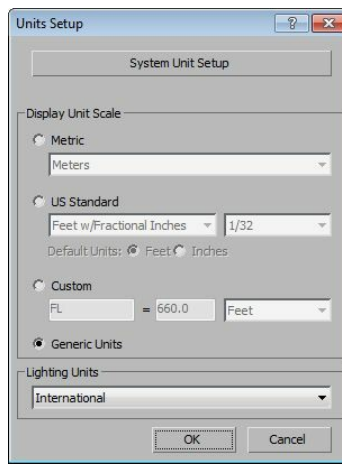 Units Setup
System Unit Setup
Display Unit Scale
Metric
Meters
US Standard
Feet w/Fractional Inches 1/32
Default Units: Feet Inches
Custom
FL = 660.0 Feet
Generic Units
Lighting Units
International
OK Cancel